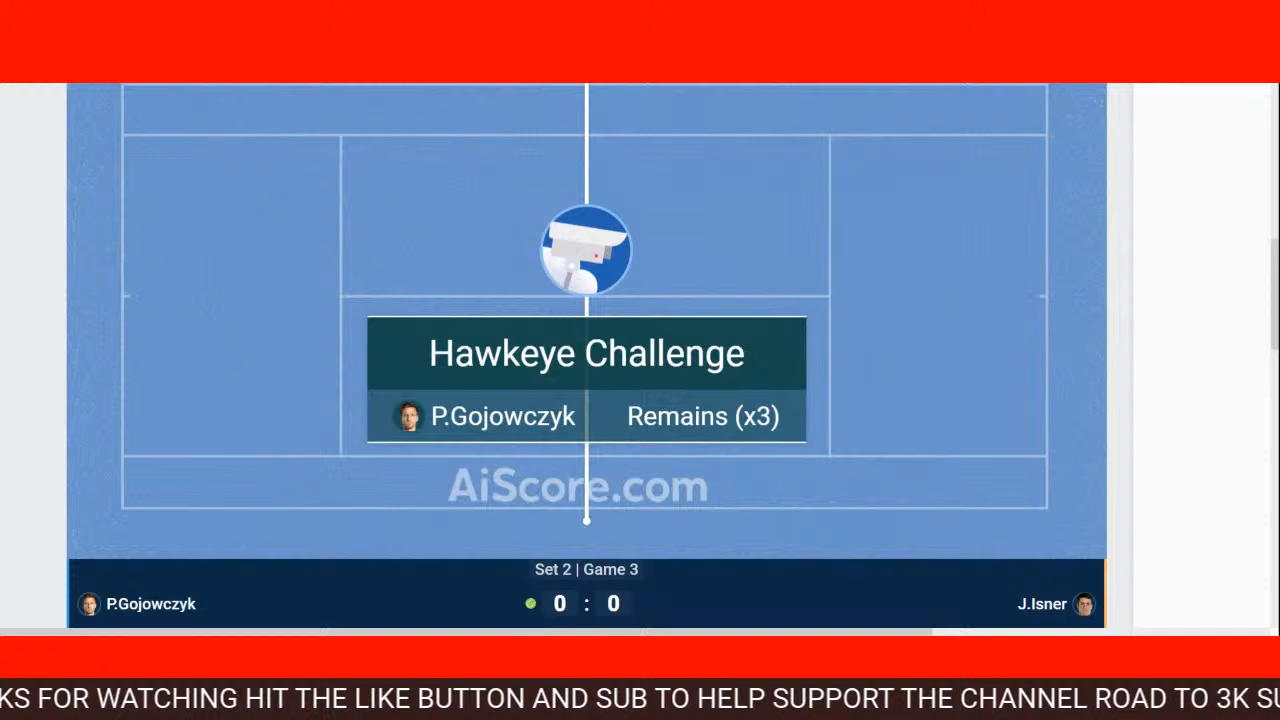 Hawkeye Challenge
P.Gojowczyk Remains (x3)
AiScore.com
Set 2 | Game 3
P.Gojowczyk 0 : 0 J.Isner
KS FOR WATCHING HIT THE LIKE BUTTON AND SUB TO HELP SUPPORT THE CHANNEL ROAD TO 3K SU